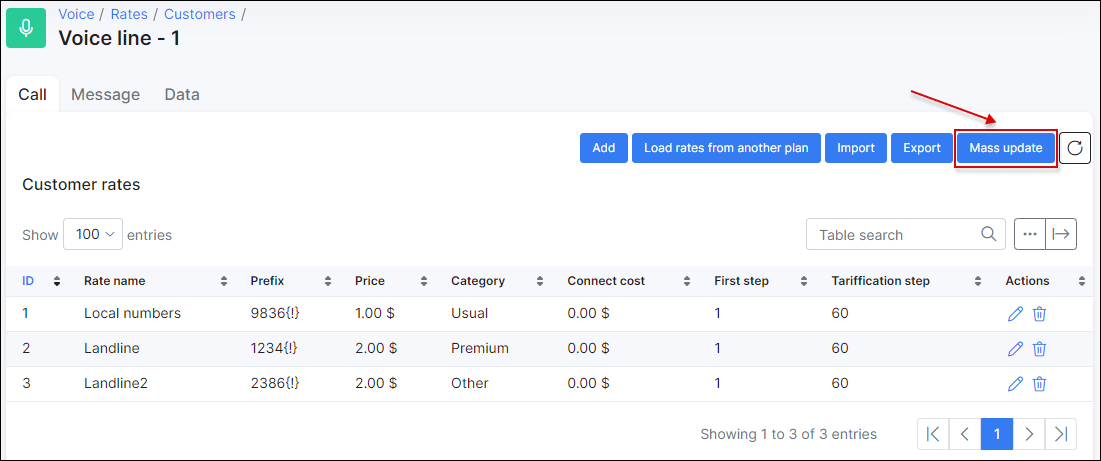 Voice / Rates / Customers /
Voice line - 1
Call Message Data
Add Load rates from another plan Import Export Mass update
Customer rates
Show 100 entries Table search
ID Rate name Prefix Price Category Connect cost First step Tariffication step Actions
1 Local numbers 9836{!} 1.00 $ Usual 0.00 $ 1 60
2 Landline 1234{!} 2.00 $ Premium 0.00 $ 1 60
3 Landline2 2386{!} 2.00 $ Other 0.00 $ 1 60
Showing 1 to 3 of 3 entries 1